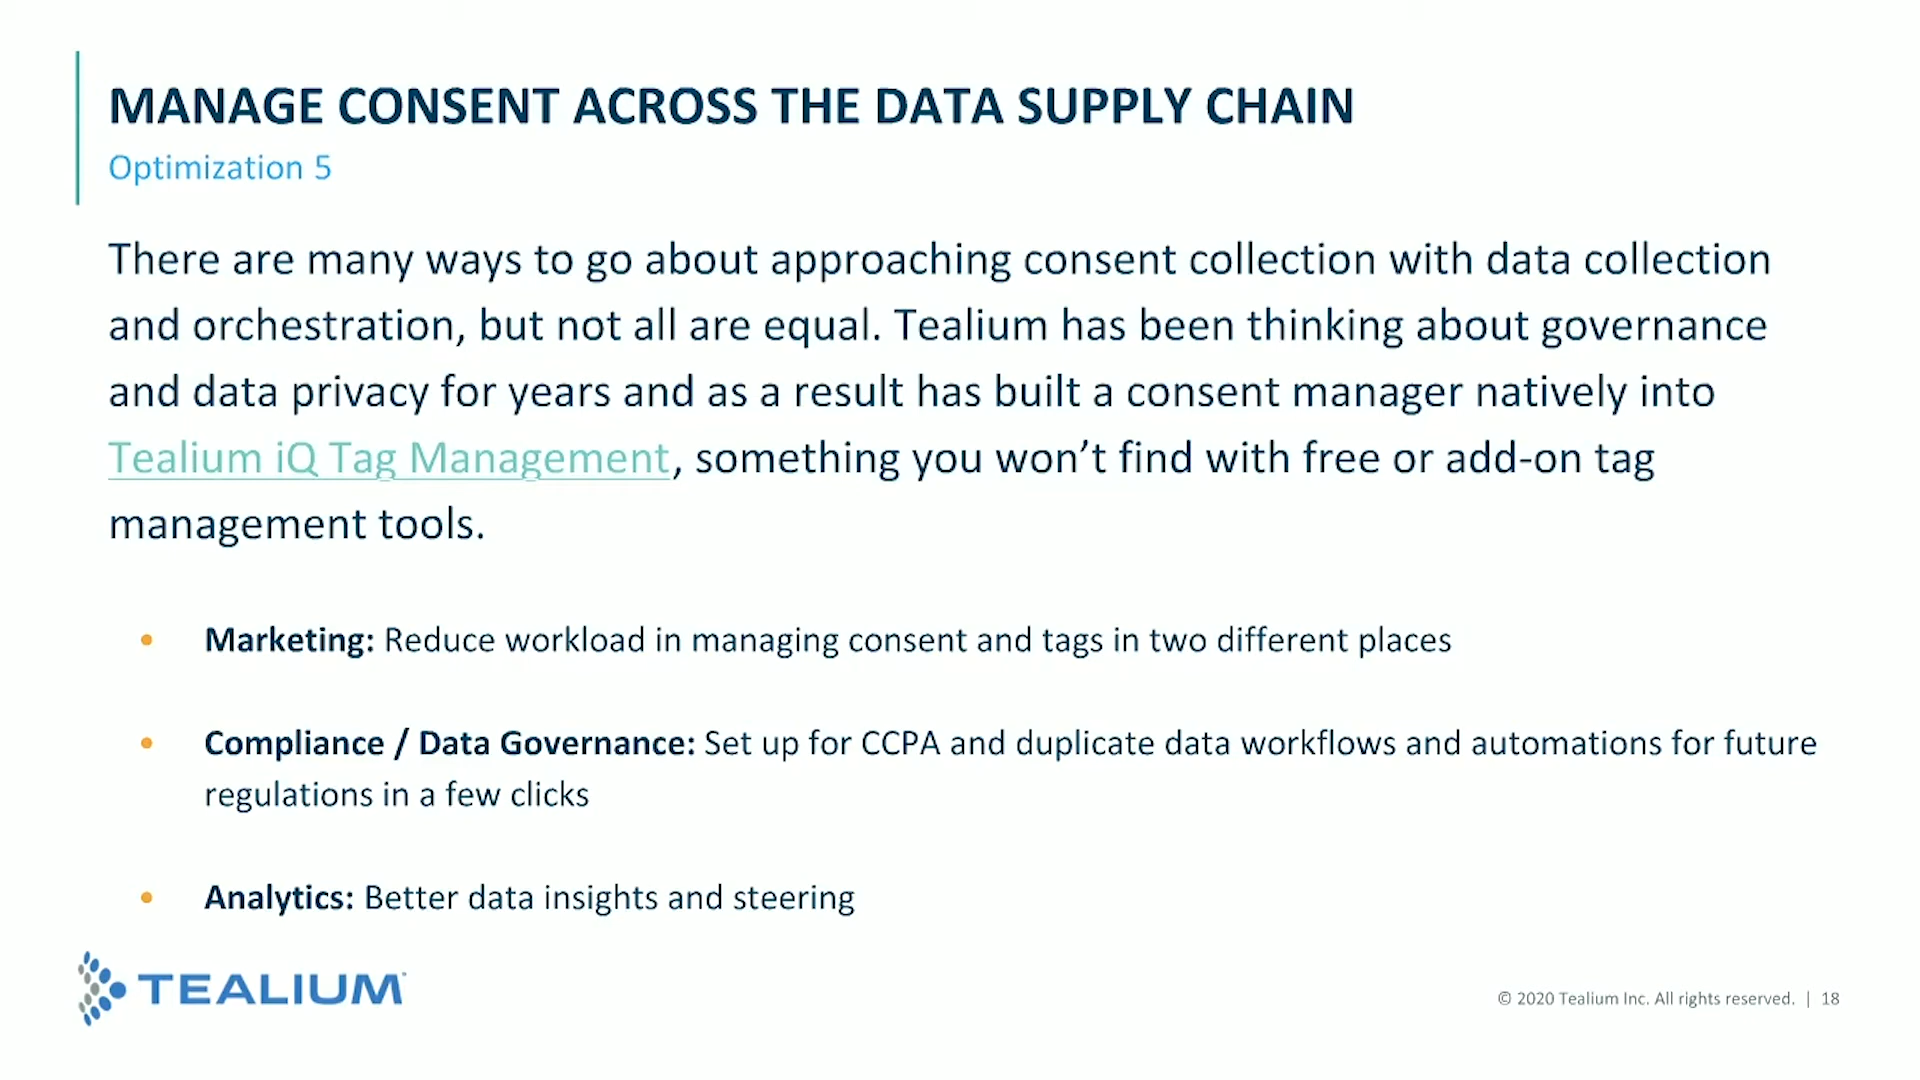 MANAGE CONSENT ACROSS THE DATA SUPPLY CHAIN
Optimization 5
There are many ways to go about approaching consent collection with data collection
and orchestration, but not all are equal. Tealium has been thinking about governance
and data privacy for years and as a result has built a consent manager natively into
Tealium iQ Tag Management, something you won’t find with free or add-on tag
management tools.
• Marketing: Reduce workload in managing consent and tags in two different places
• Compliance / Data Governance: Set up for CCPA and duplicate data workflows and automations for future
regulations in a few clicks
• Analytics: Better data insights and steering
TEALIUM
© 2020 Tealium Inc. All rights reserved. | 18